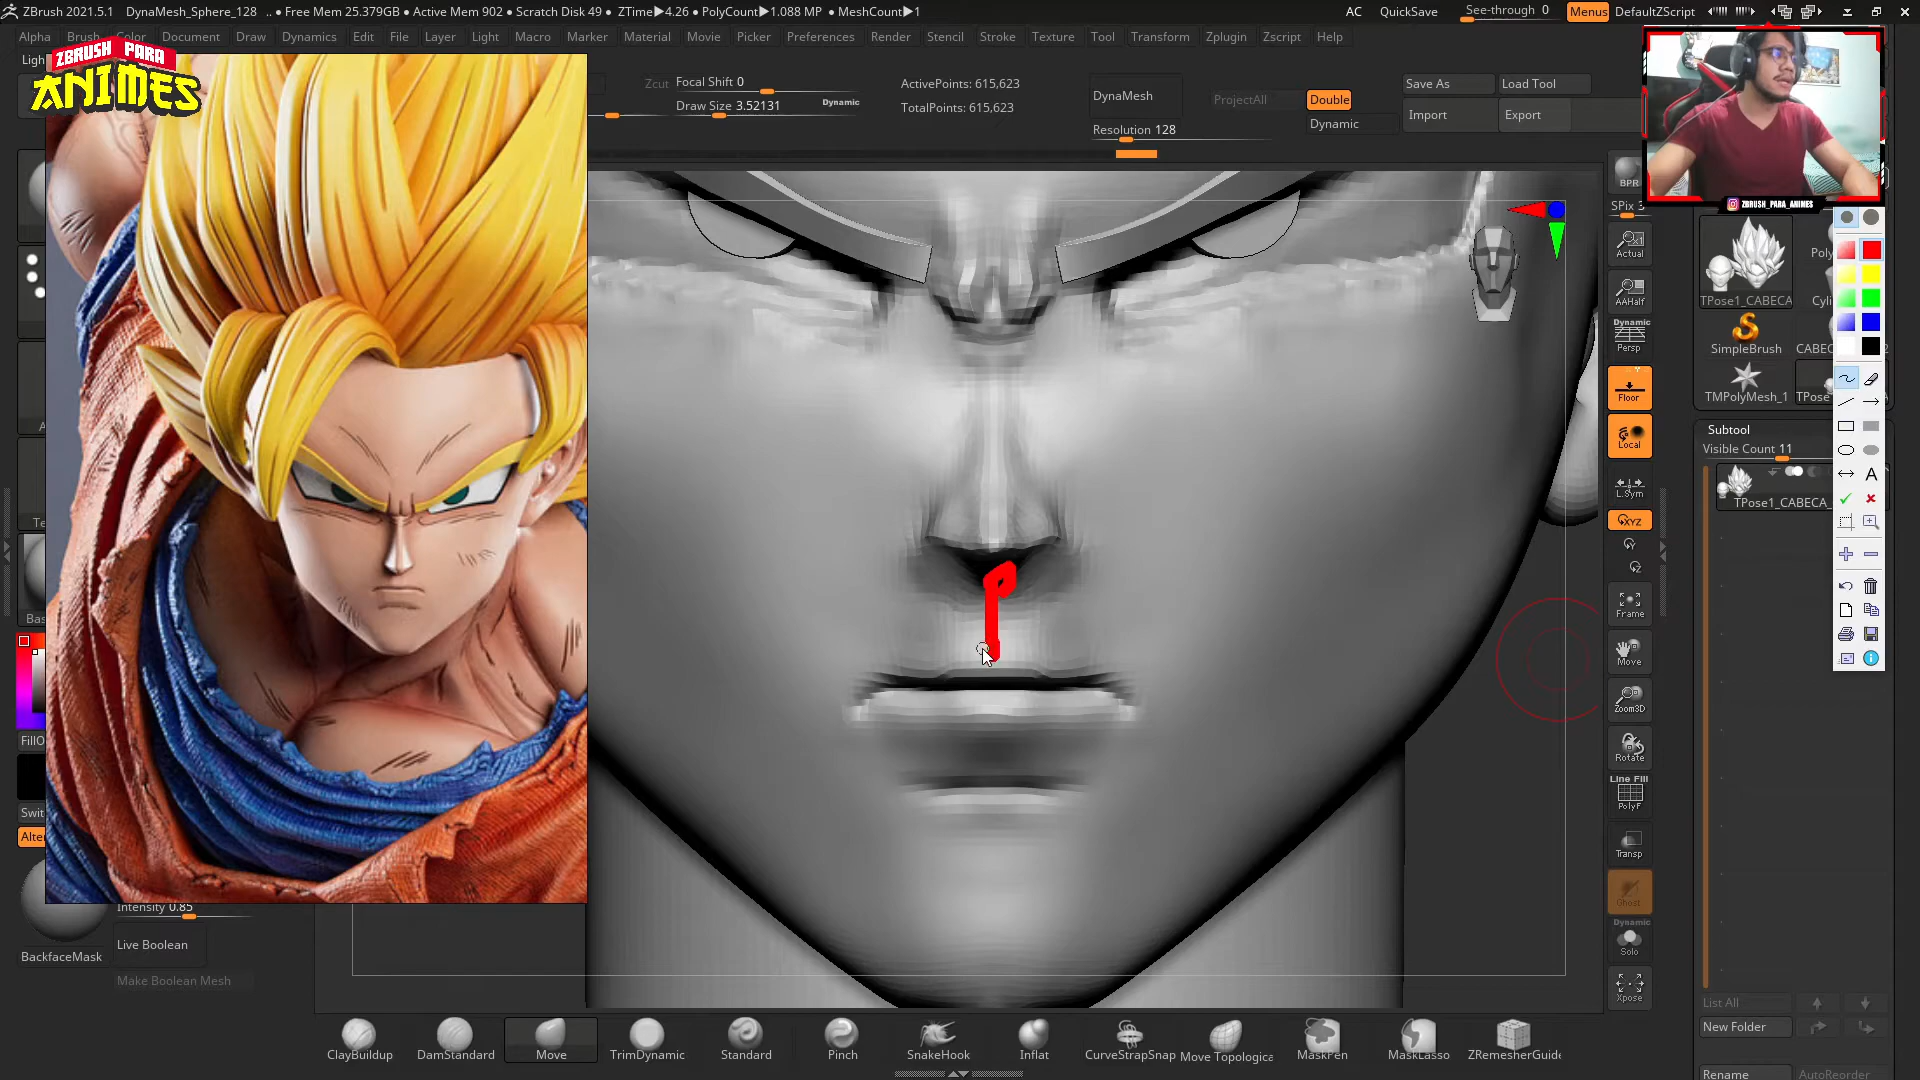 ZBrush 2021.5.1 DynaMesh_Sphere_128 .. ● Free Mem 25.379GB ● Active Mem 902 ● Scratch Disk 49 ● ZTime▶4.26 ● PolyCount▶1.088 MP ● MeshCount▶1
AC QuickSave See-through 0 Menus DefaultZScript
Alpha Brush Color Document Draw Dynamics Edit File Layer Light Macro Marker Material Movie Picker Preferences Render Stencil Stroke Texture Tool Transform Zplugin Zscript Help
ZBRUSH PARA
ANIMES
Zcut Focal Shift 0
Draw Size 3.52131 Dynamic
ActivePoints: 615,623
TotalPoints: 615,623
DynaMesh
Resolution 128
ProjectAll
Double
Dynamic
Save As Load Tool
Import Export
ZBRUSH_PARA_ANIMES
BPR
SPix 3
Actual
AAHalf
Dynamic
Persp
Floor
Local
L.Sym
XYZ
Y
Z
Frame
Move
Zoom3D
Rotate
Line Fill
PolyF
Transp
Ghost
Dynamic
Solo
Xpose
TPose1_CABECA
SimpleBrush
TMPolyMesh_1
A
Subtool
Visible Count 11
TPose1_CABECA_
List All
New Folder
Rename AutoReorder
FillO
Swit
Alter
Intensity 0.85
Live Boolean
BackfaceMask
Make Boolean Mesh
ClayBuildup DamStandard Move TrimDynamic Standard Pinch SnakeHook Inflat CurveStrapSnap Move Topologica MaskPen MaskLasso ZRemesherGuide